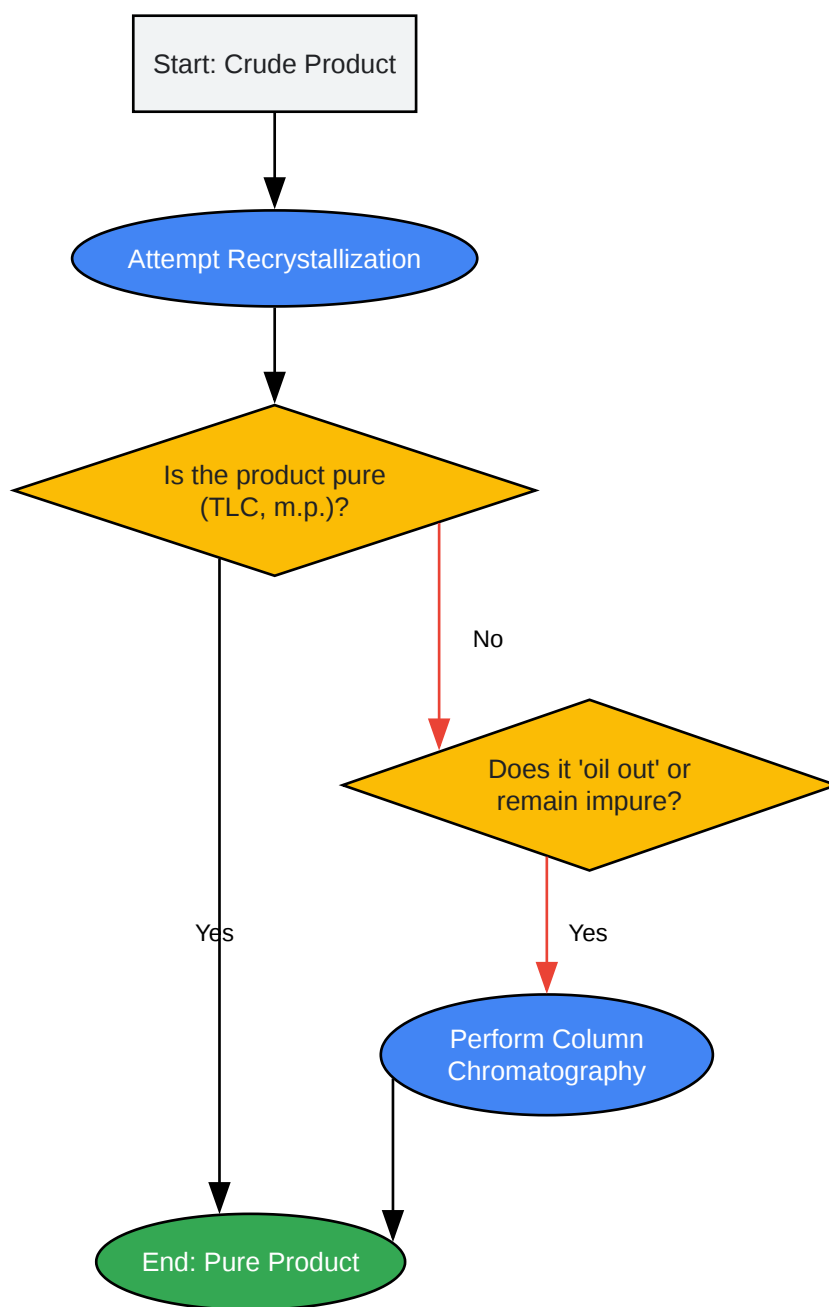 Start: Crude Product
Attempt Recrystallization
Is the product pure
(TLC, m.p.)?
No
Does it 'oil out' or
remain impure?
Yes
Yes
Perform Column
Chromatography
End: Pure Product